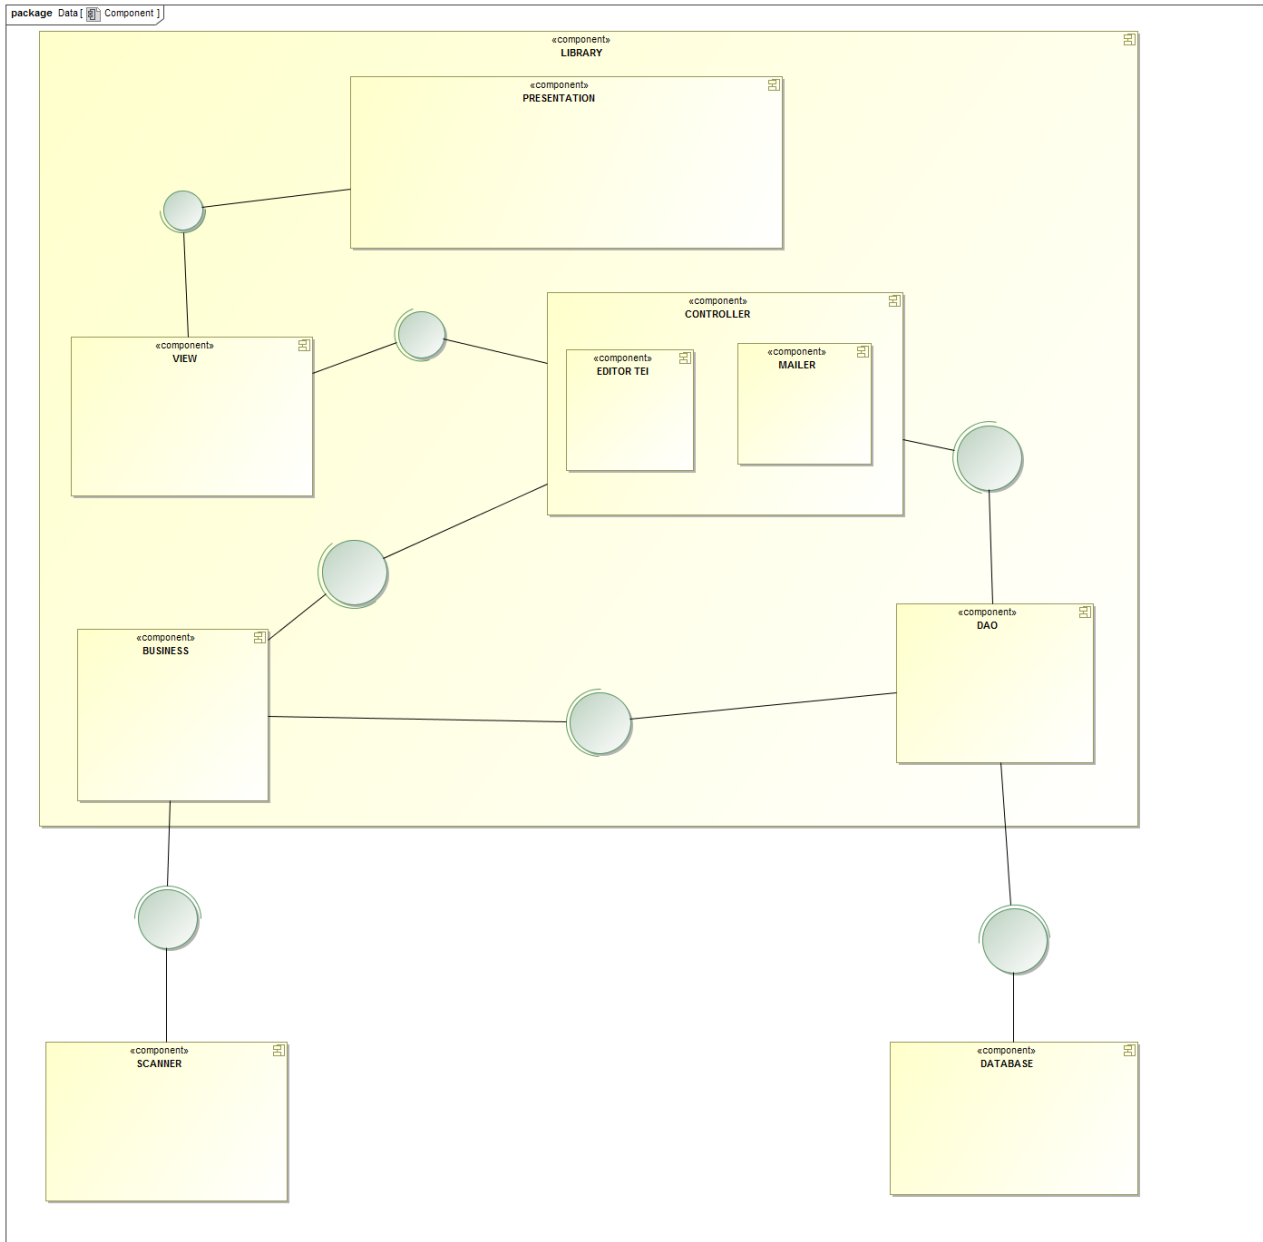 package Data [ Component ]
«component»
LIBRARY
«component»
PRESENTATION
«component»
VIEW
«component»
CONTROLLER
«component»
EDITOR TEI
«component»
MAILER
«component»
BUSINESS
«component»
DAO
«component»
SCANNER
«component»
DATABASE